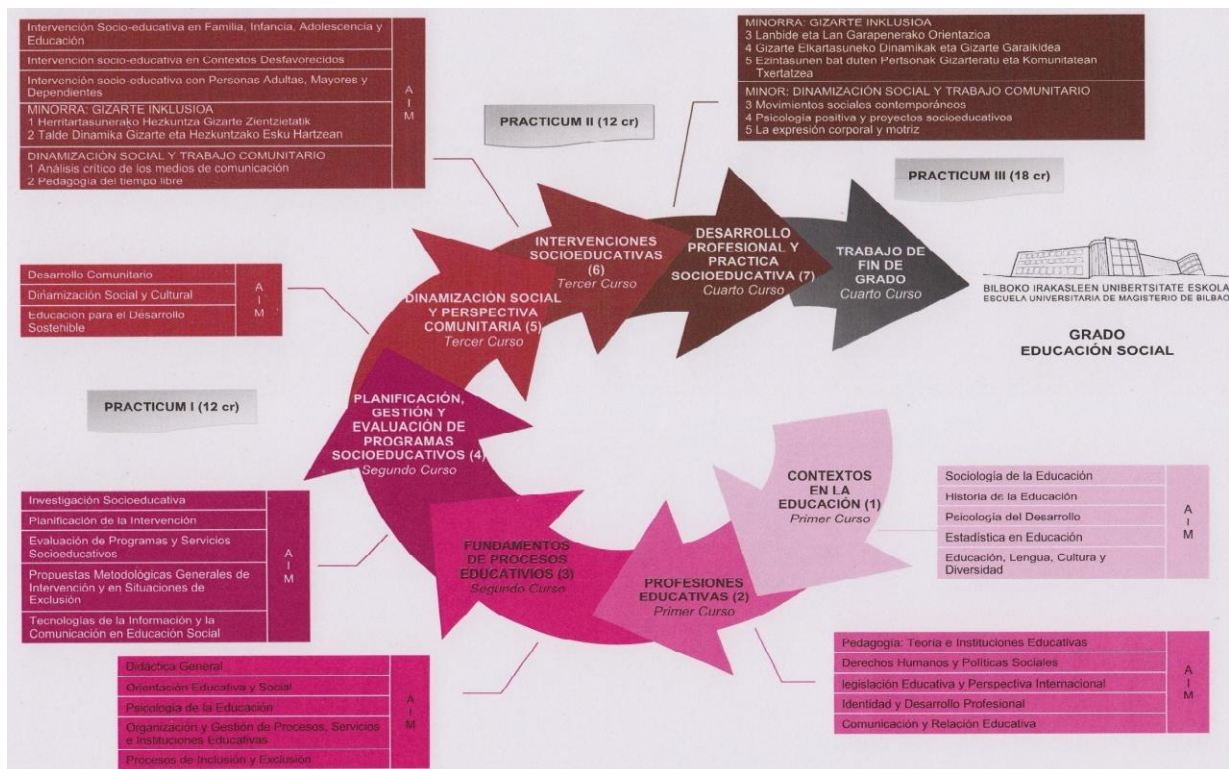 Intervención Socio-educativa en Familia, Infancia, Adolescencia y
Educación
Intervención socio-educativa en Contextos Desfavorecidos
Intervención socio-educativa con Personas Adultas, Mayores y
Dependientes
MINORRA: GIZARTE INKLUSIOA
1 Herritartasunerako Hezkuntza Gizarte Zientzietatik
2 Talde Dinamika Gizarte eta Hezkuntzako Esku Hartzean
DINAMIZACIÓN SOCIAL Y TRABAJO COMUNITARIO
1 Análisis crítico de los medios de comunicación
2 Pedagogía del tiempo libre
A
I
M
PRACTICUM II (12 cr)
MINORRA: GIZARTE INKLUSIOA
3 Lanbide eta Lan Garapenerako Orientazioa
4 Gizarte Elkartasuneko Dinamikak eta Gizarte Garaikidea
5 Ezintasunen bat duten Pertsonak Gizarteratu eta Komunitatean
Txertatzea
MINOR: DINAMIZACIÓN SOCIAL Y TRABAJO COMUNITARIO
3 Movimientos sociales contemporáneos
4 Psicología positiva y proyectos socioeducativos
5 La expresión corporal y motriz
PRACTICUM III (18 cr)
INTERVENCIONES
SOCIOEDUCATIVAS
(6)
Tercer Curso
DESARROLLO
PROFESIONAL Y
PRACTICA
SOCIOEDUCATIVA (7)
Cuarto Curso
TRABAJO DE
FIN DE
GRADO
Cuarto Curso
BILBOKO IRAKASLEEN UNIBERTSITATE ESKOLA
ESCUELA UNIVERSITARIA DE MAGISTERIO DE BILBAO
GRADO
EDUCACIÓN SOCIAL
Desarrollo Comunitario
Dinamización Social y Cultural
Educación para el Desarrollo
Sostenible
A
I
M
DINAMIZACIÓN SOCIAL
Y PERSPECTIVA
COMUNITARIA (5)
Tercer Curso
PRACTICUM I (12 cr)
PLANIFICACIÓN,
GESTIÓN Y
EVALUACIÓN DE
PROGRAMAS
SOCIOEDUCATIVOS (4)
Segundo Curso
CONTEXTOS
EN LA
EDUCACIÓN (1)
Primer Curso
Sociología de la Educación
Historia de la Educación
Psicología del Desarrollo
Estadística en Educación
Educación, Lengua, Cultura y
Diversidad
A
I
M
Investigación Socioeducativa
Planificación de la Intervención
Evaluación de Programas y Servicios
Socioeducativos
Propuestas Metodológicas Generales de
Intervención y en Situaciones de
Exclusión
Tecnologías de la Información y la
Comunicación en Educación Social
A
I
M
FUNDAMENTOS
DE PROCESOS
EDUCATIVIOS (3)
Segundo Curso
PROFESIONES
EDUCATIVAS (2)
Primer Curso
Didáctica General
Orientación Educativa y Social
Psicología de la Educación
Organización y Gestión de Procesos, Servicios
e Instituciones Educativas
Procesos de Inclusión y Exclusión
A
I
M
Pedagogía: Teoría e Instituciones Educativas
Derechos Humanos y Políticas Sociales
legislación Educativa y Perspectiva Internacional
Identidad y Desarrollo Profesional
Comunicación y Relación Educativa
A
I
M